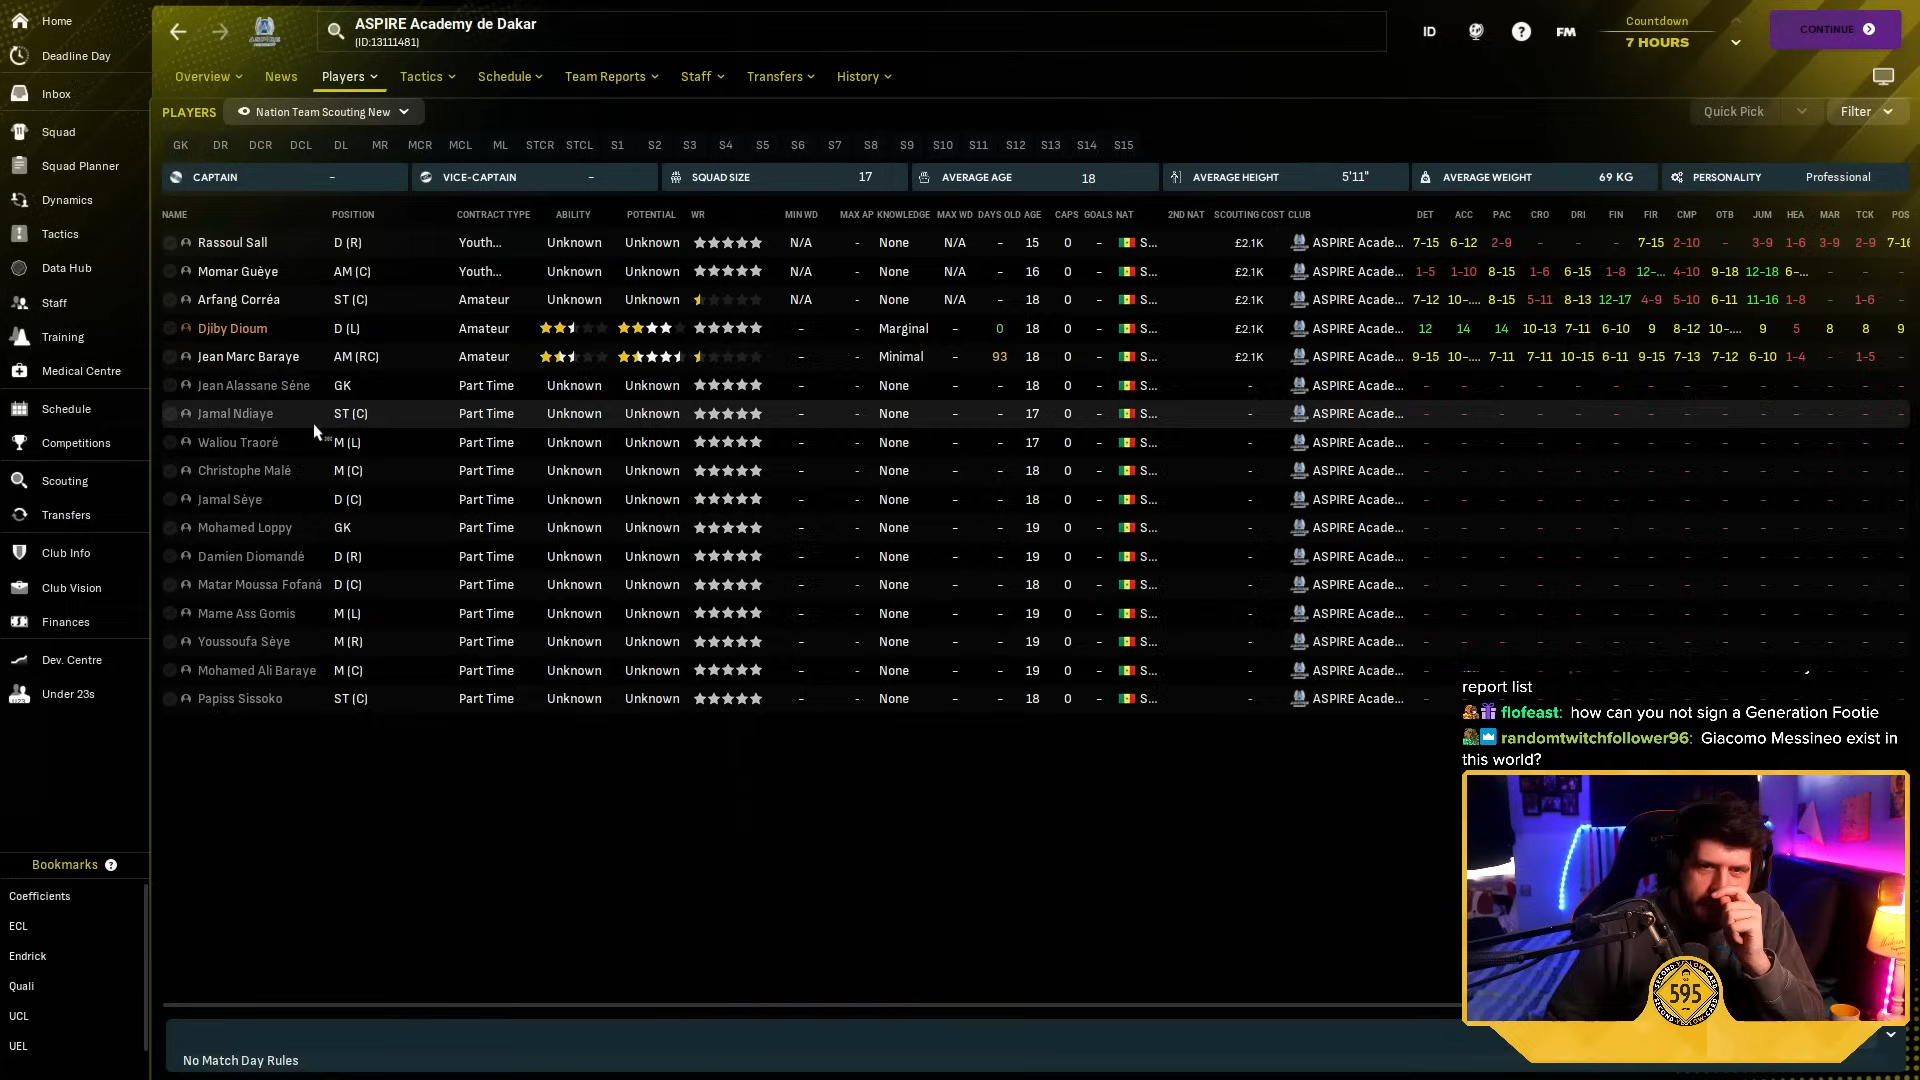 Home
Deadline Day
Inbox
Squad
Squad Planner
Dynamics
Tactics
Data Hub
Staff
Training
Medical Centre
Schedule
Competitions
Scouting
Transfers
Club Info
Club Vision
Finances
Dev. Centre
Under 23s
Bookmarks ?
Coefficients
ECL
Endrick
Quali
UCL
UEL
ASPIRE Academy de Dakar
(ID:13111481)
ID ? FM
Countdown
7 HOURS
CONTINUE
Overview News Players Tactics Schedule Team Reports Staff Transfers History
PLAYERS Nation Team Scouting New Quick Pick Filter
GK DR DCR DCL DL MR MCR MCL ML STCR STCL S1 S2 S3 S4 S5 S6 S7 S8 S9 S10 S11 S12 S13 S14 S15
CAPTAIN - VICE-CAPTAIN - SQUAD SIZE 17 AVERAGE AGE 18 AVERAGE HEIGHT 5'11" AVERAGE WEIGHT 69 KG PERSONALITY Professional
NAME POSITION CONTRACT TYPE ABILITY POTENTIAL WR MIN WD MAX AP KNOWLEDGE MAX WD DAYS OLD AGE CAPS GOALS NAT 2ND NAT SCOUTING COST CLUB DET ACC PAC CRO DRI FIN FIR CMP OTB JUM HEA MAR TCK POS
Rassoul Sall D (R) Youth... Unknown Unknown N/A - None N/A - 15 0 - S... £2.1K ASPIRE Acade... 7-15 6-12 2-9 - - - 7-15 2-10 - 3-9 1-6 3-9 2-9 7-16
Momar Guèye AM (C) Youth... Unknown Unknown N/A - None N/A - 16 0 - S... £2.1K ASPIRE Acade... 1-5 1-10 8-15 1-6 6-15 1-8 12-... 4-10 9-18 12-18 6-... - - -
Arfang Corréa ST (C) Amateur Unknown Unknown N/A - None N/A - 18 0 - S... £2.1K ASPIRE Acade... 7-12 10-... 8-15 5-11 8-13 12-17 4-9 5-10 6-11 11-16 1-8 - 1-6 -
Djiby Dioum D (L) Amateur - - Marginal - 0 18 0 - S... £2.1K ASPIRE Acade... 12 14 14 10-13 7-11 6-10 9 8-12 10-... 9 5 8 8 9
Jean Marc Baraye AM (RC) Amateur - - Minimal - 93 18 0 - S... £2.1K ASPIRE Acade... 9-15 10-... 7-11 7-11 10-15 6-11 9-15 7-13 7-12 6-10 1-4 - 1-5 -
Jean Alassane Séne GK Part Time Unknown Unknown - - None - - 18 0 - S... - ASPIRE Acade... - - - - - - - - - - - - - -
Jamal Ndiaye ST (C) Part Time Unknown Unknown - - None - - 17 0 - S... - ASPIRE Acade... - - - - - - - - - - - - - -
Waliou Traoré M (L) Part Time Unknown Unknown - - None - - 17 0 - S... - ASPIRE Acade... - - - - - - - - - - - - - -
Christophe Malé M (C) Part Time Unknown Unknown - - None - - 18 0 - S... - ASPIRE Acade... - - - - - - - - - - - - - -
Jamal Sèye D (C) Part Time Unknown Unknown - - None - - 18 0 - S... - ASPIRE Acade... - - - - - - - - - - - - - -
Mohamed Loppy GK Part Time Unknown Unknown - - None - - 19 0 - S... - ASPIRE Acade... - - - - - - - - - - - - - -
Damien Diomandé D (R) Part Time Unknown Unknown - - None - - 19 0 - S... - ASPIRE Acade... - - - - - - - - - - - - - -
Matar Moussa Fofaná D (C) Part Time Unknown Unknown - - None - - 18 0 - S... - ASPIRE Acade... - - - - - - - - - - - - - -
Mame Ass Gomis M (L) Part Time Unknown Unknown - - None - - 19 0 - S... - ASPIRE Acade... - - - - - - - - - - - - - -
Youssoufa Sèye M (R) Part Time Unknown Unknown - - None - - 19 0 - S... - ASPIRE Acade... - - - - - - - - - - - - - -
Mohamed Ali Baraye M (C) Part Time Unknown Unknown - - None - - 19 0 - S... - ASPIRE Acade...
Papiss Sissoko ST (C) Part Time Unknown Unknown - - None - - 18 0 - S... - ASPIRE Acade...
report list
flofeast: how can you not sign a Generation Footie
randomtwitchfollower96: Giacomo Messineo exist in
this world?
SECOND YELLOW CARD
595
No Match Day Rules